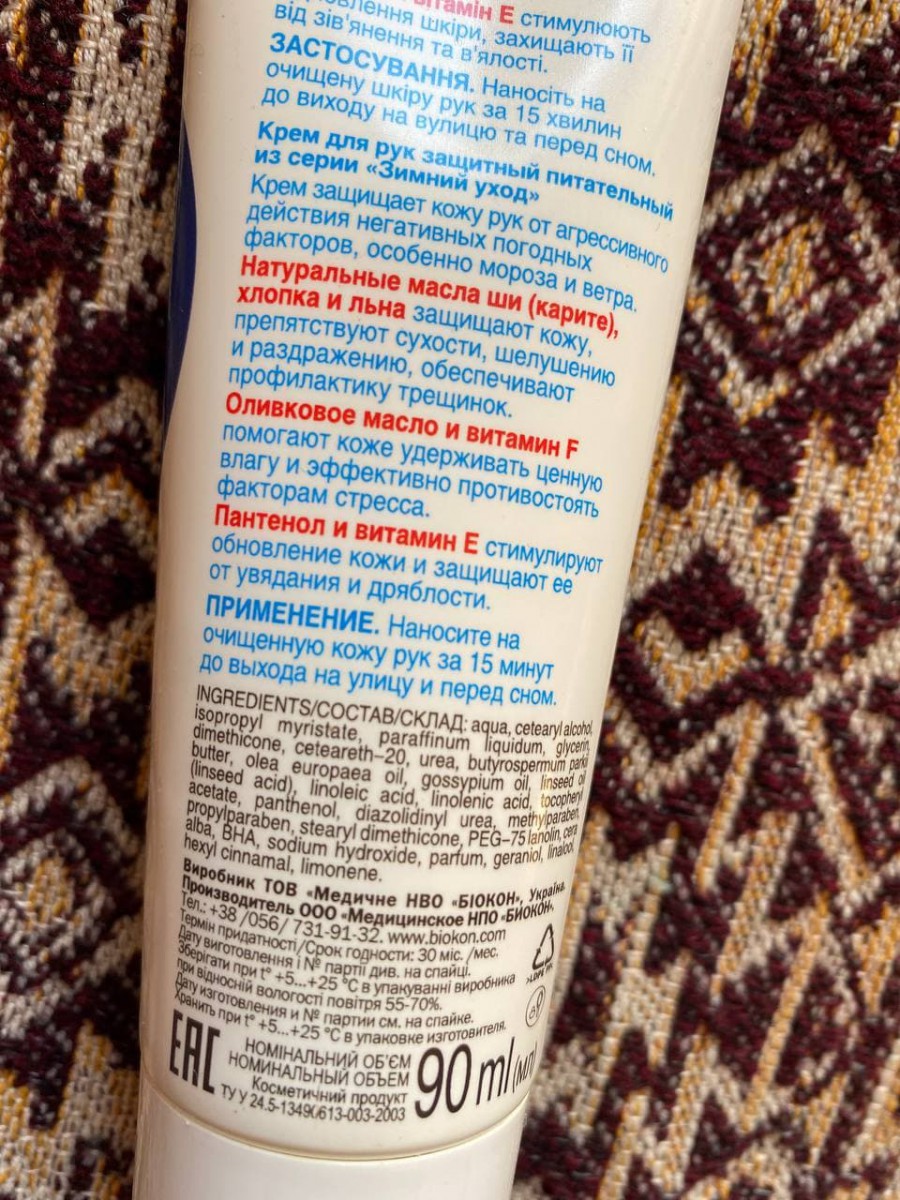 вітамін Е стимулюють
оновлення шкіри, захищають її
від зів'янення та в'ялості.
ЗАСТОСУВАННЯ. Наносіть на
очищену шкіру рук за 15 хвилин
до виходу на вулицю та перед сном.
Крем для рук защитный питательный
из серии «Зимний уход»
Крем защищает кожу рук от агрессивного
действия негативных погодных
факторов, особенно мороза и ветра.
Натуральные масла ши (карите),
хлопка и льна защищают кожу,
препятствуют сухости, шелушению
и раздражению, обеспечивают
профилактику трещинок.
Оливковое масло и витамин F
помогают коже удерживать ценную
влагу и эффективно противостоять
факторам стресса.
Пантенол и витамин Е стимулируют
обновление кожи и защищают ее
от увядания и дряблости.
ПРИМЕНЕНИЕ. Наносите на
очищенную кожу рук за 15 минут
до выхода на улицу и перед сном.
INGREDIENTS/СОСТАВ/СКЛАД: aqua, cetearyl alcohol,
isopropyl myristate, paraffinum liquidum, glycerin,
dimethicone, ceteareth–20, urea, butyrospermum parkii
butter, olea europaea oil, gossypium oil, linseed oil
(linseed acid), linoleic acid, linolenic acid, tocopheryl
acetate, panthenol, diazolidinyl urea, methylparaben,
propylparaben, stearyl dimethicone, PEG–75 lanolin, cera
alba, BHA, sodium hydroxide, parfum, geraniol, linalool,
hexyl cinnamal, limonene.
Виробник ТОВ «Медичне НВО «БІОКОН», Україна.
Производитель ООО «Медицинское НПО «БИОКОН».
Тел.: +38 /056/ 731-91-32. www.biokon.com
Термін придатності/Срок годности: 30 міс. /мес.
Дату виготовлення і № партії див. на спайці.
Зберігати при t° +5...+25 °C в упакуванні виробника
при відносній вологості повітря 55-70%.
Дату изготовления и № партии см. на спайке.
Хранить при t° +5...+25 °C в упаковке изготовителя.
EAC
НОМІНАЛЬНИЙ ОБ'ЄМ
НОМИНАЛЬНЫЙ ОБЪЕМ
90 ml (мл)
Косметичний продукт
ТУ У 24.5-13490613-003-2003